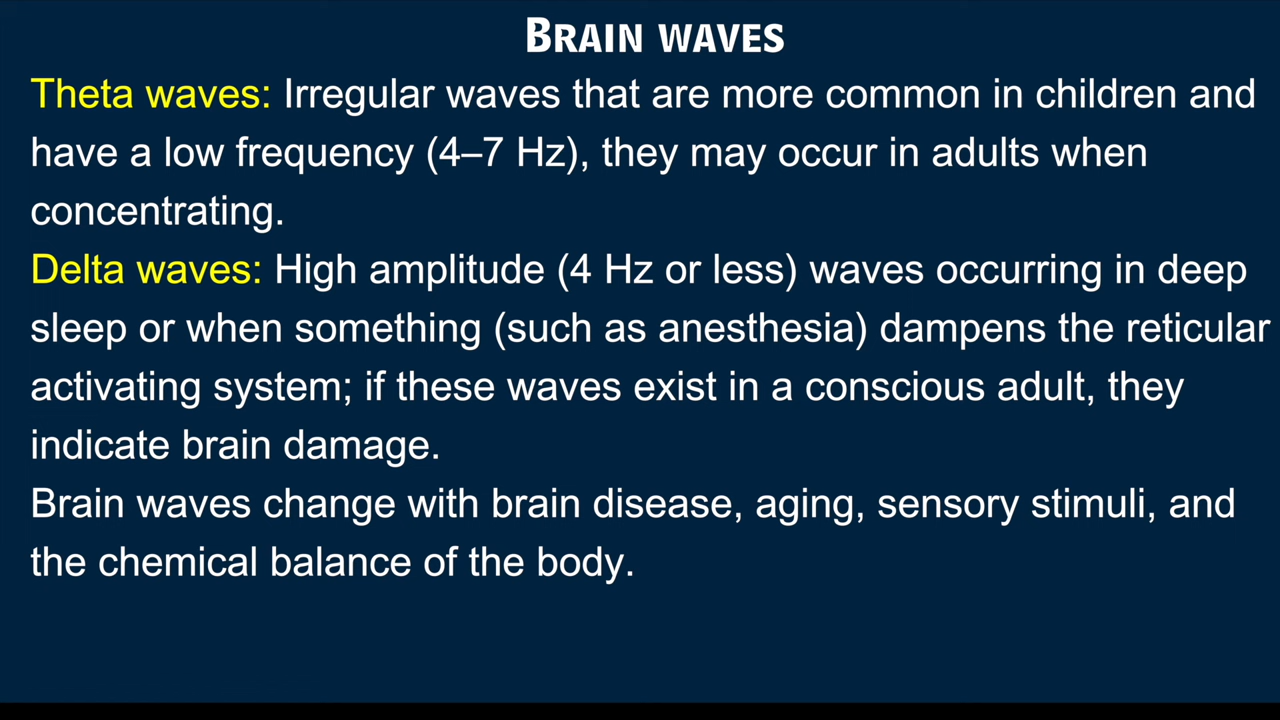 BRAIN WAVES
Theta waves: Irregular waves that are more common in children and
have a low frequency (4–7 Hz), they may occur in adults when
concentrating.
Delta waves: High amplitude (4 Hz or less) waves occurring in deep
sleep or when something (such as anesthesia) dampens the reticular
activating system; if these waves exist in a conscious adult, they
indicate brain damage.
Brain waves change with brain disease, aging, sensory stimuli, and
the chemical balance of the body.